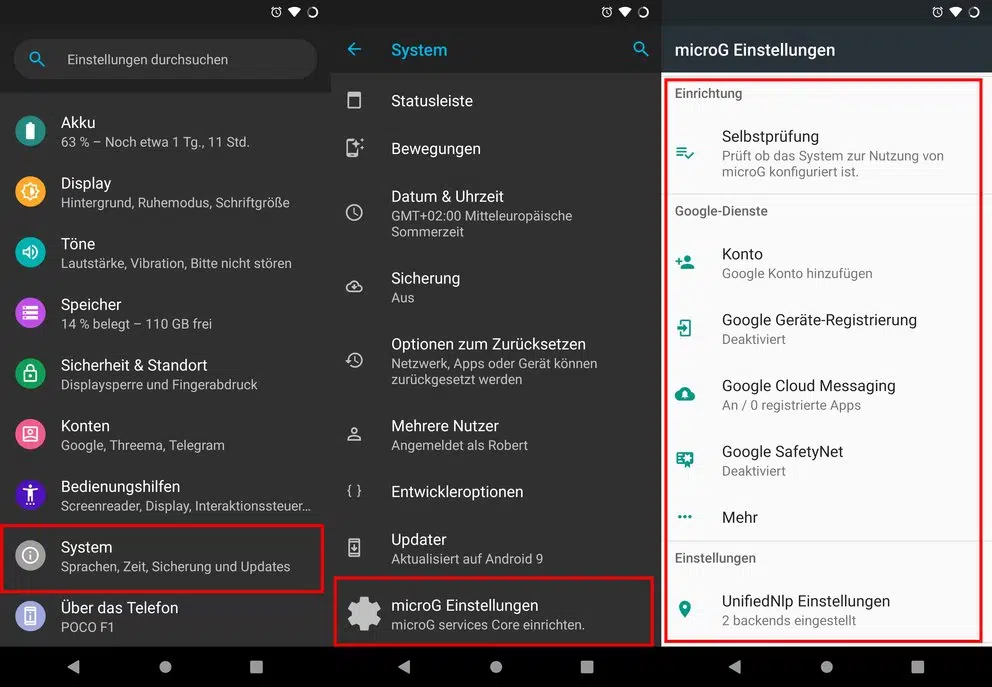 Einstellungen durchsuchen
Akku
63 % – Noch etwa 1 Tg., 11 Std.
Display
Hintergrund, Ruhemodus, Schriftgröße
Töne
Lautstärke, Vibration, Bitte nicht stören
Speicher
14 % belegt – 110 GB frei
Sicherheit & Standort
Displaysperre und Fingerabdruck
Konten
Google, Threema, Telegram
Bedienungshilfen
Screenreader, Display, Interaktionssteuer...
System
Sprachen, Zeit, Sicherung und Updates
Über das Telefon
POCO F1
System
Statusleiste
Bewegungen
Datum & Uhrzeit
GMT+02:00 Mitteleuropäische
Sommerzeit
Sicherung
Aus
Optionen zum Zurücksetzen
Netzwerk, Apps oder Gerät können
zurückgesetzt werden
Mehrere Nutzer
Angemeldet als Robert
Entwickleroptionen
Updater
Aktualisiert auf Android 9
microG Einstellungen
microG services Core einrichten.
microG Einstellungen
Einrichtung
Selbstprüfung
Prüft ob das System zur Nutzung von
microG konfiguriert ist.
Google-Dienste
Konto
Google Konto hinzufügen
Google Geräte-Registrierung
Deaktiviert
Google Cloud Messaging
An / 0 registrierte Apps
Google SafetyNet
Deaktiviert
Mehr
Einstellungen
UnifiedNlp Einstellungen
2 backends eingestellt